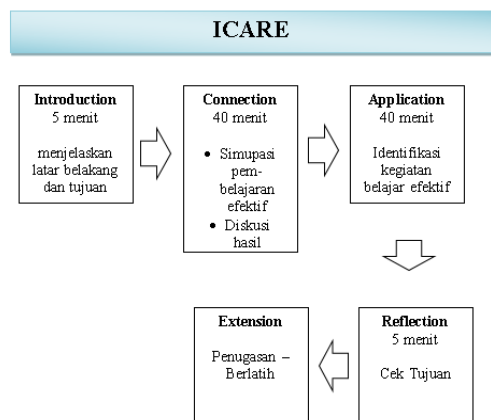 ICARE
Introduction
5 menit
menjelaskan
latar belakang
dan tujuan
Connection
40 menit
• Simupasi
pem-
belajaran
efektif
• Diskusi
hasil
Application
40 menit
Identifikasi
kegiatan
belajar efektif
Reflection
5 menit
Cek Tujuan
Extension
Penugasan –
Berlatih